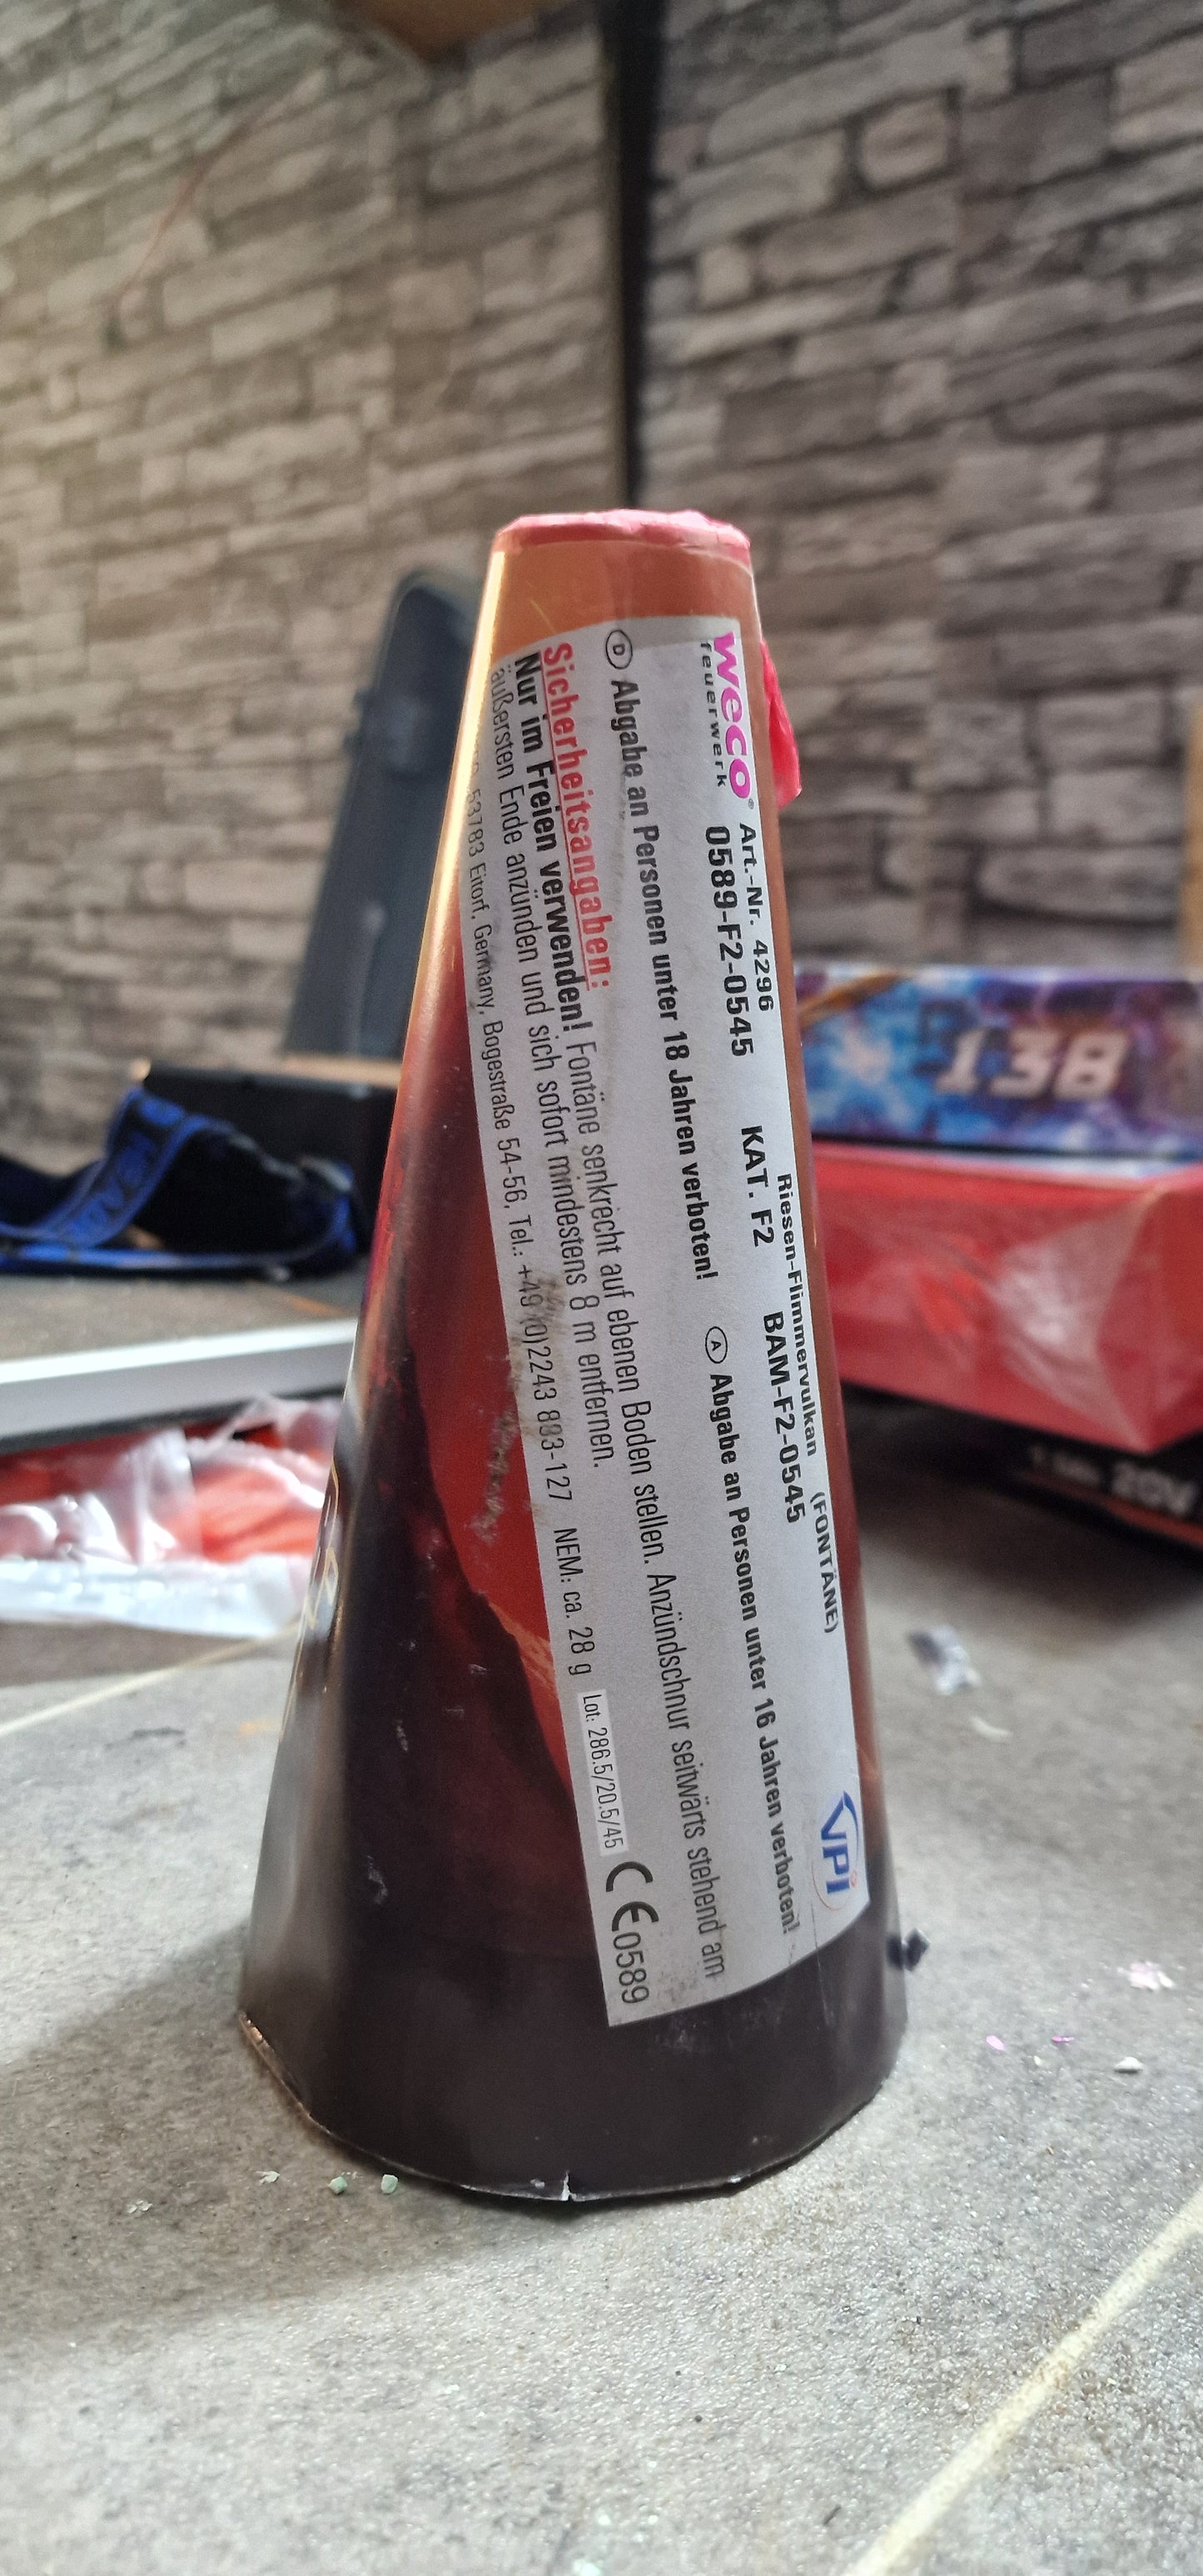 weco®
feuerwerk
Art.-Nr. 4296
Riesen-Flimmervulkan (FONTÄNE)
0589-F2-0545 KAT. F2 BAM-F2-0545
VPi
D Abgabe an Personen unter 18 Jahren verboten! A Abgabe an Personen unter 16 Jahren verboten!
Sicherheitsangaben:
Nur im Freien verwenden! Fontäne senkrecht auf ebenen Boden stellen. Anzündschnur seitwärts stehend am
äußersten Ende anzünden und sich sofort mindestens 8 m entfernen.
53783 Eitorf, Germany, Bogestraße 54-56, Tel.: +49 (0)2243 883-127 NEM: ca. 28 g Lot: 286.5/20.5/45 CE0589
138
20V